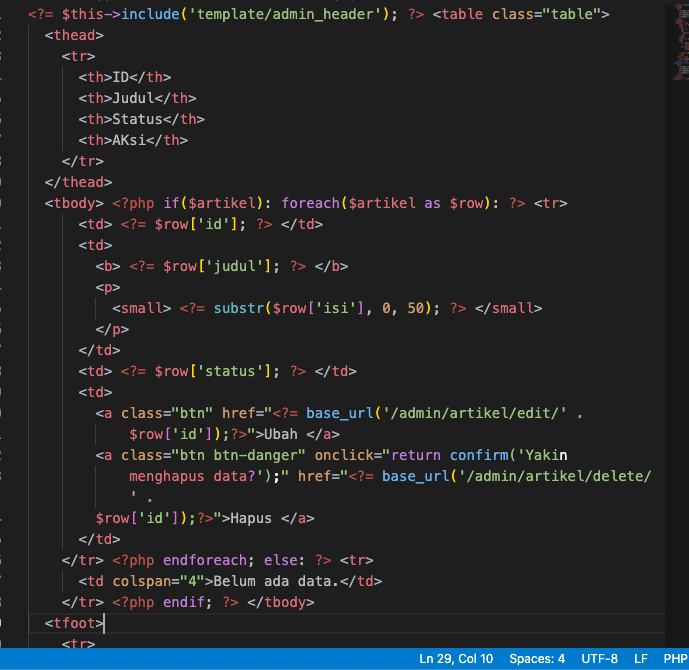 <?= $this->include('template/admin_header'); ?> <table class="table">
<thead>
<tr>
<th>ID</th>
<th>Judul</th>
<th>Status</th>
<th>AKsi</th>
</tr>
</thead>
<tbody> <?php if($artikel): foreach($artikel as $row): ?> <tr>
<td> <?= $row['id']; ?> </td>
<td>
<b> <?= $row['judul']; ?> </b>
<p>
<small> <?= substr($row['isi'], 0, 50); ?> </small>
</p>
</td>
<td> <?= $row['status']; ?> </td>
<td>
<a class="btn" href="<?= base_url('/admin/artikel/edit/' .
$row['id']);?>">Ubah </a>
<a class="btn btn-danger" onclick="return confirm('Yakin
menghapus data?');" href="<?= base_url('/admin/artikel/delete/
' .
$row['id']);?>">Hapus </a>
</td>
</tr> <?php endforeach; else: ?> <tr>
<td colspan="4">Belum ada data.</td>
</tr> <?php endif; ?> </tbody>
<tfoot>
<tr>
Ln 29, Col 10 Spaces: 4 UTF-8 LF PHP